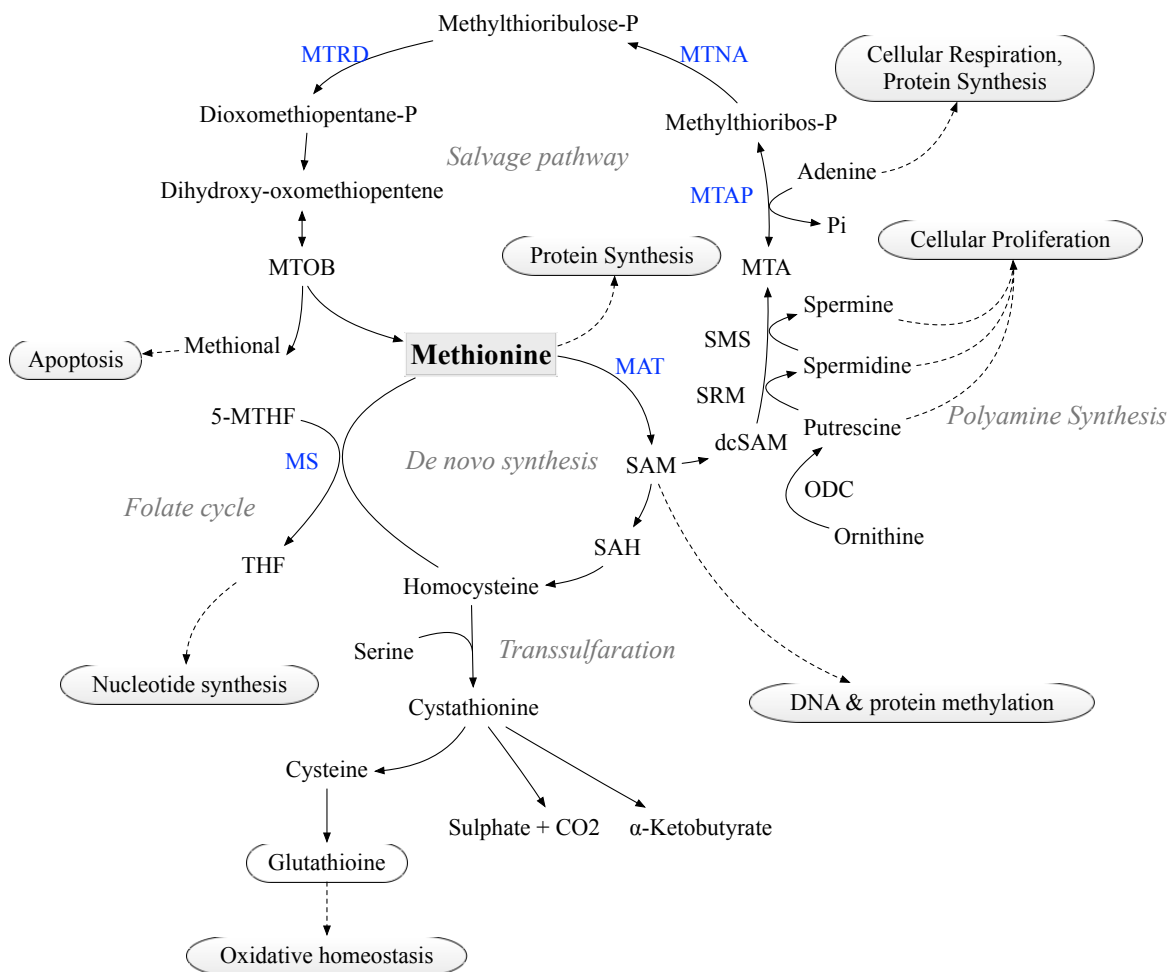 Methylthioribulose-P
MTRD
MTNA
Cellular Respiration,
Protein Synthesis
Dioxomethiopentane-P
Methylthioribos-P
Salvage pathway
Adenine
Dihydroxy-oxomethiopentene
MTAP
Pi
Protein Synthesis
Cellular Proliferation
MTOB
MTA
Spermine
Apoptosis
Methional
Methionine
SMS
MAT
Spermidine
SRM
5-MTHF
Putrescine
Polyamine Synthesis
dcSAM
MS
De novo synthesis
SAM
ODC
Folate cycle
Ornithine
SAH
THF
Homocysteine
Serine
Transsulfaration
Nucleotide synthesis
DNA & protein methylation
Cystathionine
Cysteine
Sulphate + CO2
α-Ketobutyrate
Glutathioine
Oxidative homeostasis